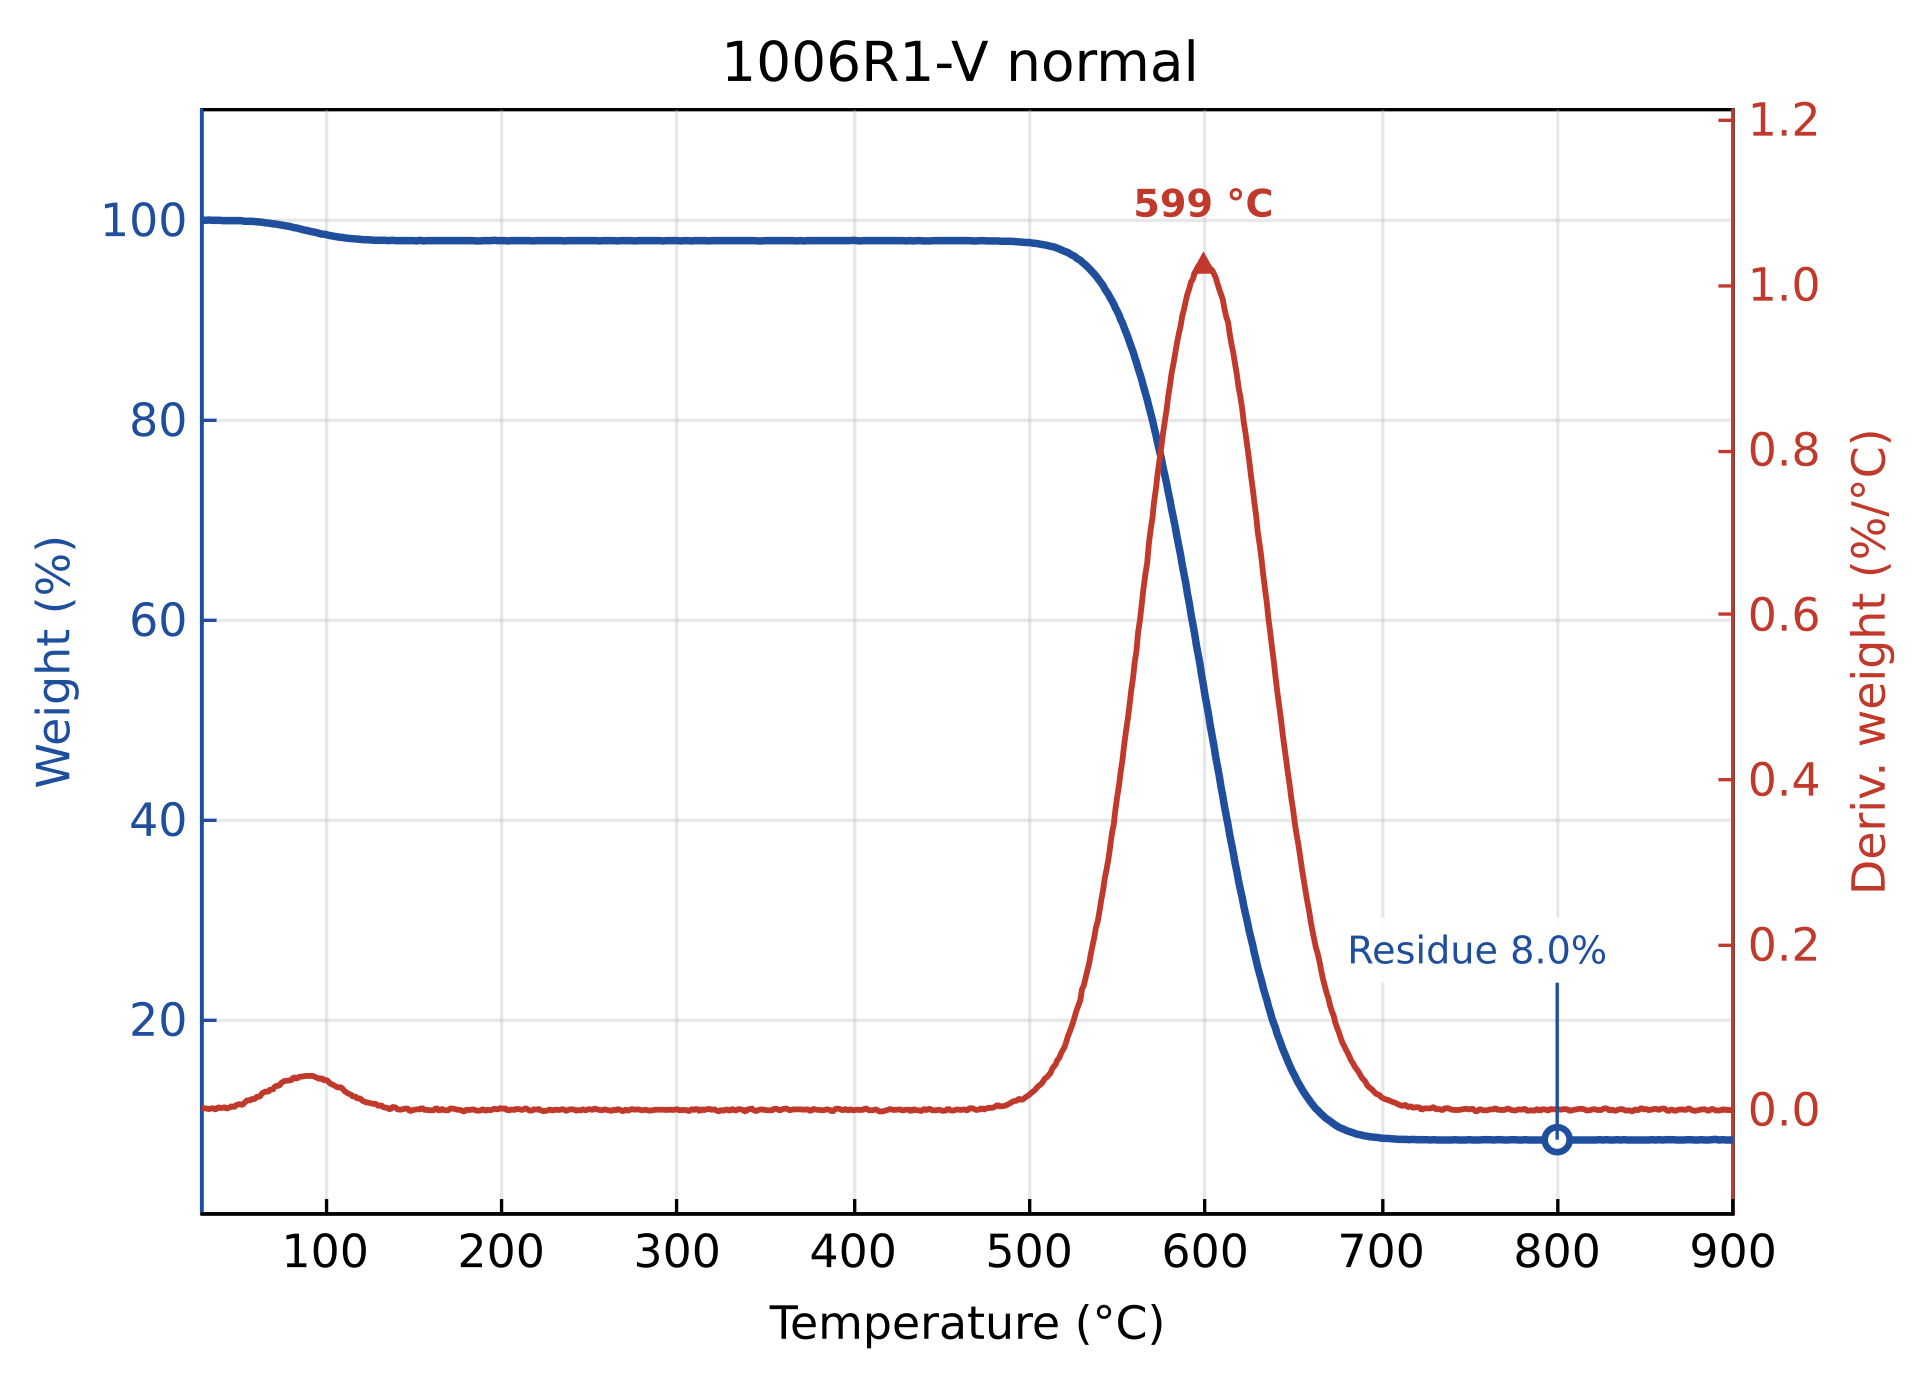 1006R1-V normal
1.2
599 °C
100
1.0
80
0.8
Weight (%)
Deriv. weight (%/°C)
60
0.6
40
0.4
Residue 8.0%
0.2
20
0.0
100 200 300 400 500 600 700 800 900
Temperature (°C)